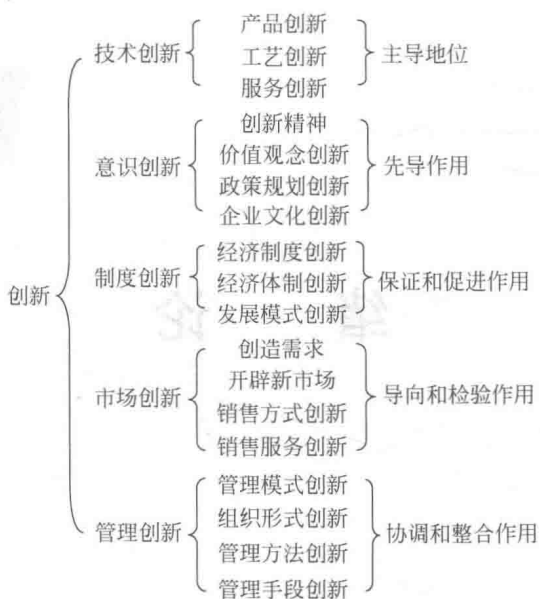 创新
技术创新
产品创新
工艺创新
服务创新
主导地位
意识创新
创新精神
价值观念创新
政策规划创新
企业文化创新
先导作用
制度创新
经济制度创新
经济体制创新
发展模式创新
保证和促进作用
市场创新
创造需求
开辟新市场
销售方式创新
销售服务创新
导向和检验作用
管理创新
管理模式创新
组织形式创新
管理方法创新
管理手段创新
协调和整合作用